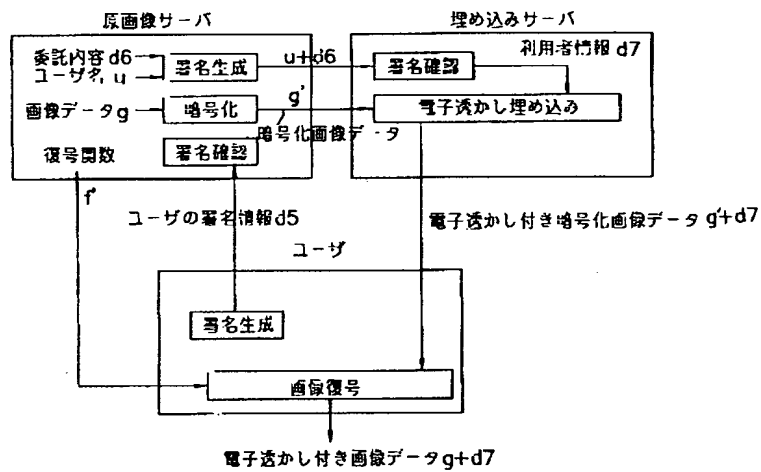 原画像サーバ
埋め込みサーバ
委託内容 d6
ユーザ名 u
署名生成
u+d6
署名確認
利用者情報 d7
画像データ g
暗号化
g'
電子透かし埋め込み
暗号化画像データ
復号関数
署名確認
f'
ユーザの署名情報d5
電子透かし付き暗号化画像データ g'+d7
ユーザ
署名生成
画像復号
電子透かし付き画像データg+d7